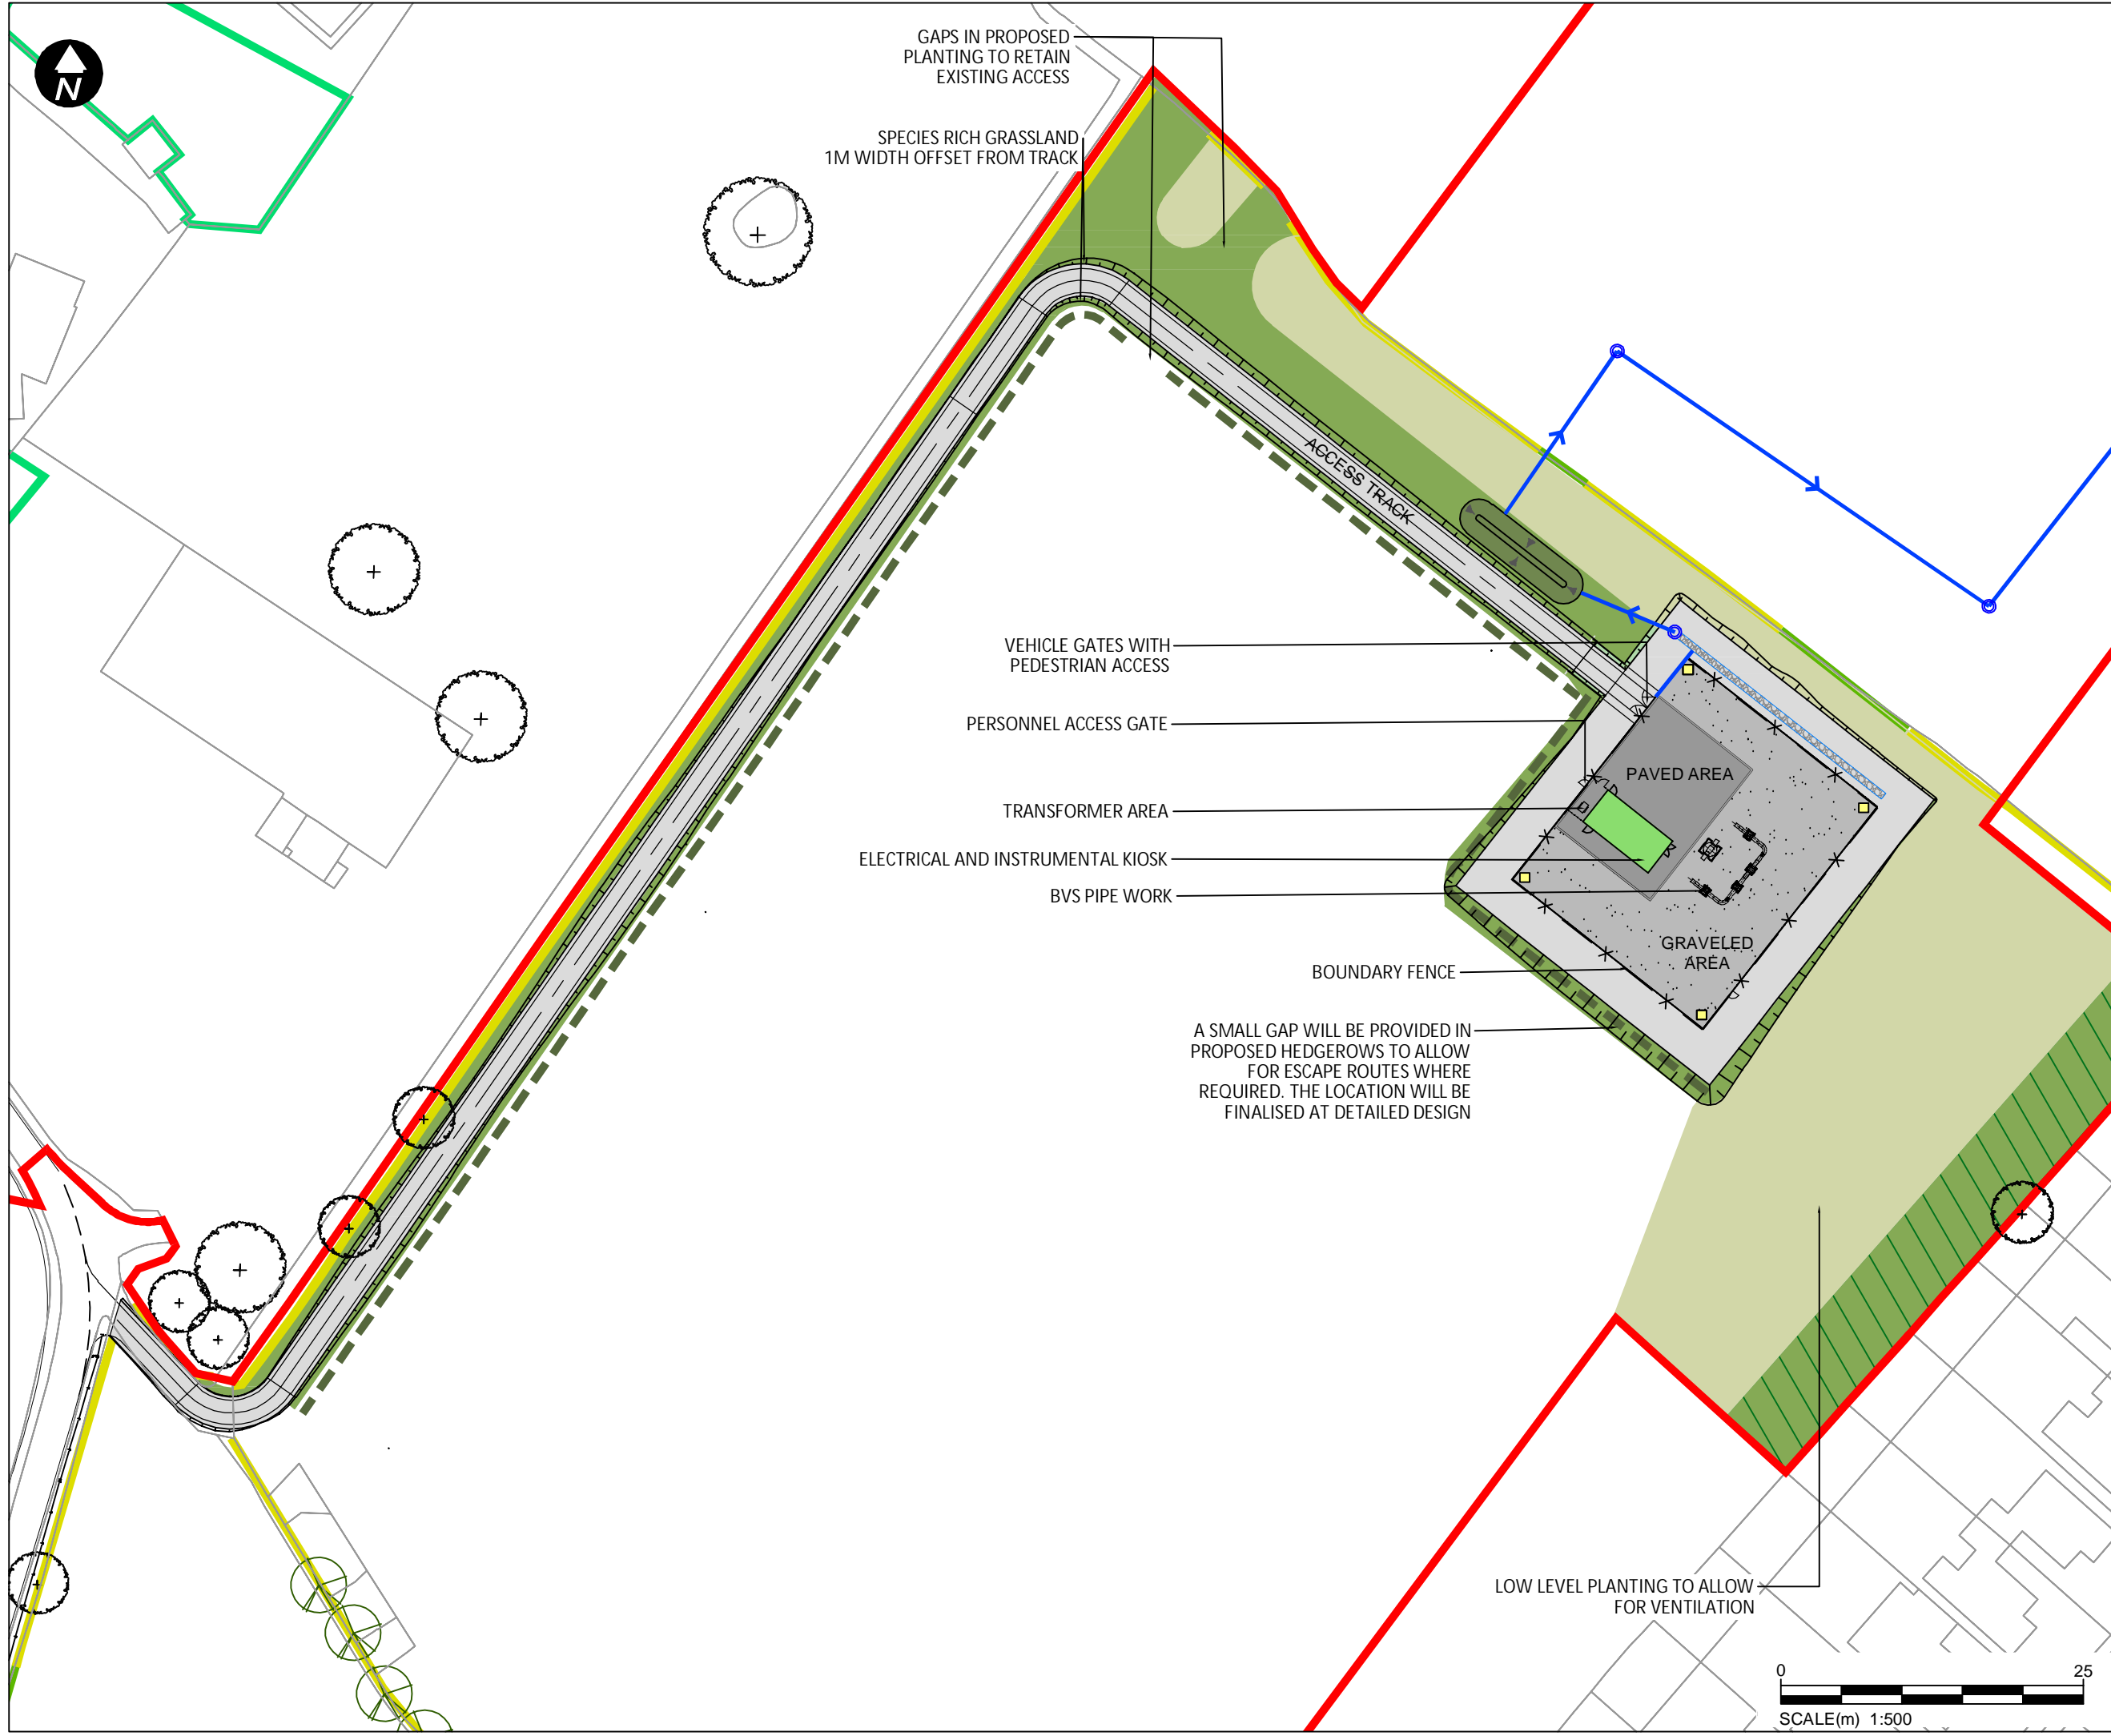 N
GAPS IN PROPOSED
PLANTING TO RETAIN
EXISTING ACCESS
SPECIES RICH GRASSLAND
1M WIDTH OFFSET FROM TRACK
ACCESS TRACK
VEHICLE GATES WITH
PEDESTRIAN ACCESS
PERSONNEL ACCESS GATE
PAVED AREA
TRANSFORMER AREA
ELECTRICAL AND INSTRUMENTAL KIOSK
BVS PIPE WORK
GRAVELED
AREA
BOUNDARY FENCE
A SMALL GAP WILL BE PROVIDED IN
PROPOSED HEDGEROWS TO ALLOW
FOR ESCAPE ROUTES WHERE
REQUIRED. THE LOCATION WILL BE
FINALISED AT DETAILED DESIGN
LOW LEVEL PLANTING TO ALLOW
FOR VENTILATION
0 25
SCALE(m) 1:500